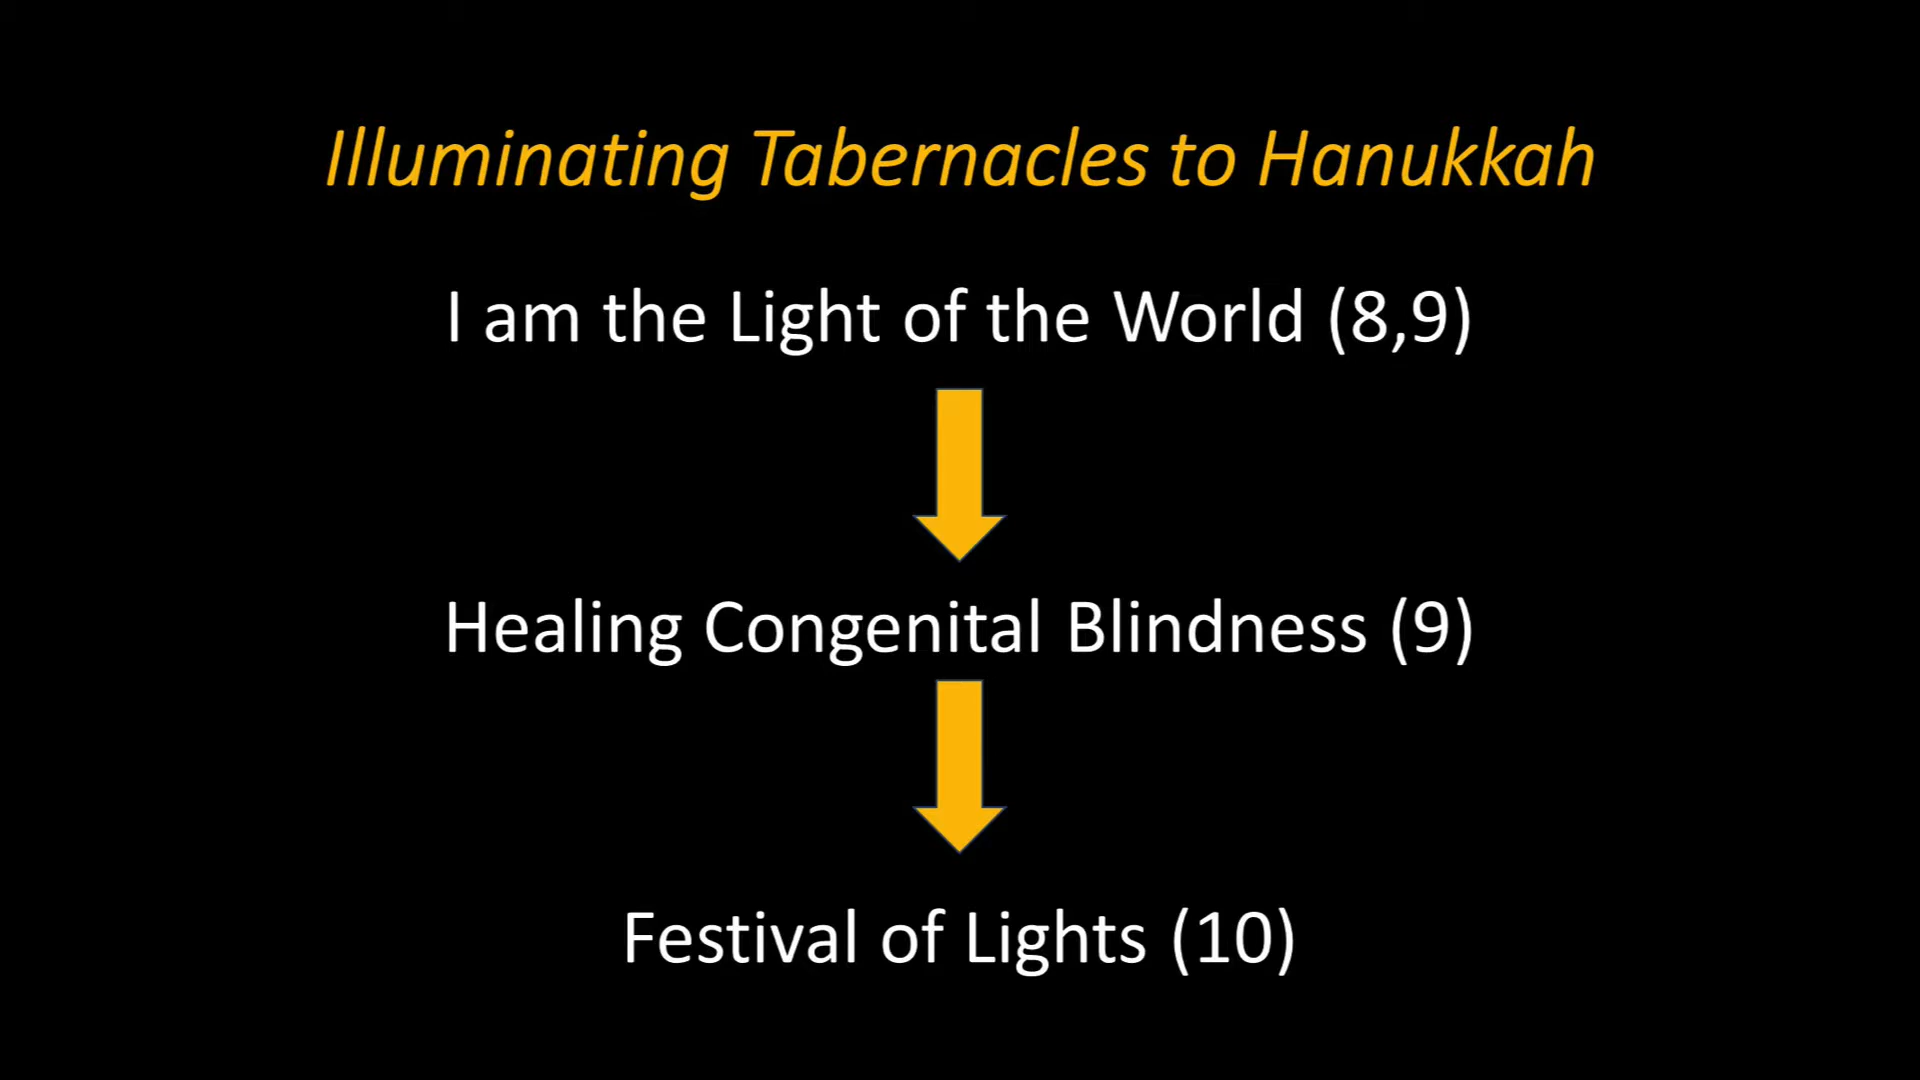 Illuminating Tabernacles to Hanukkah
I am the Light of the World (8,9)
Healing Congenital Blindness (9)
Festival of Lights (10)